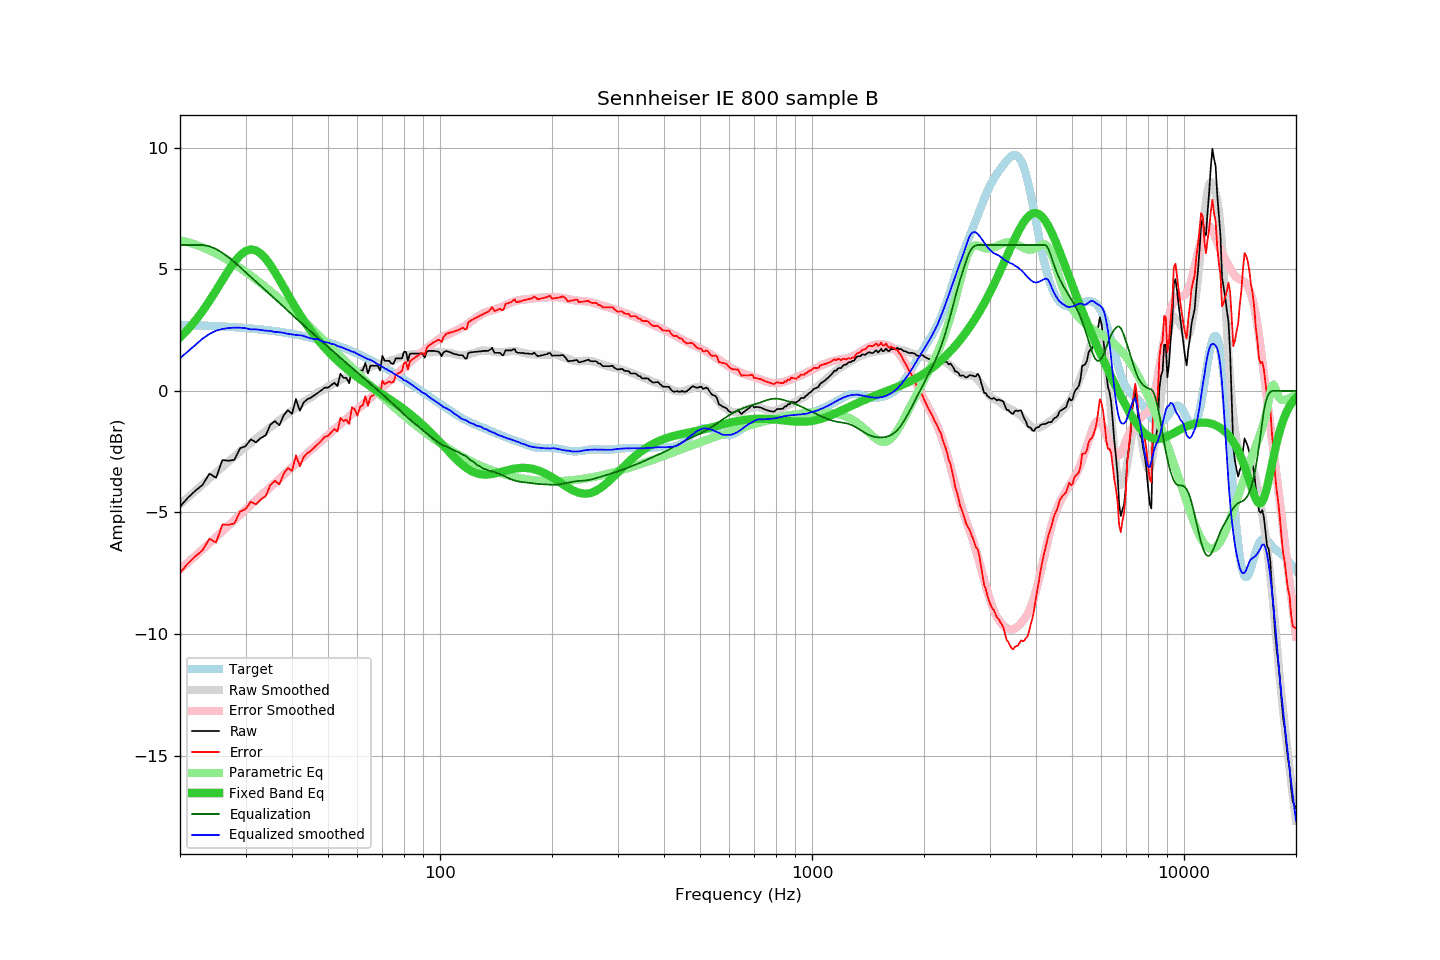 Sennheiser IE 800 sample B
Amplitude (dBr)
10
5
0
−5
−10
−15
Target
Raw Smoothed
Error Smoothed
Raw
Error
Parametric Eq
Fixed Band Eq
Equalization
Equalized smoothed
100
1000
10000
Frequency (Hz)